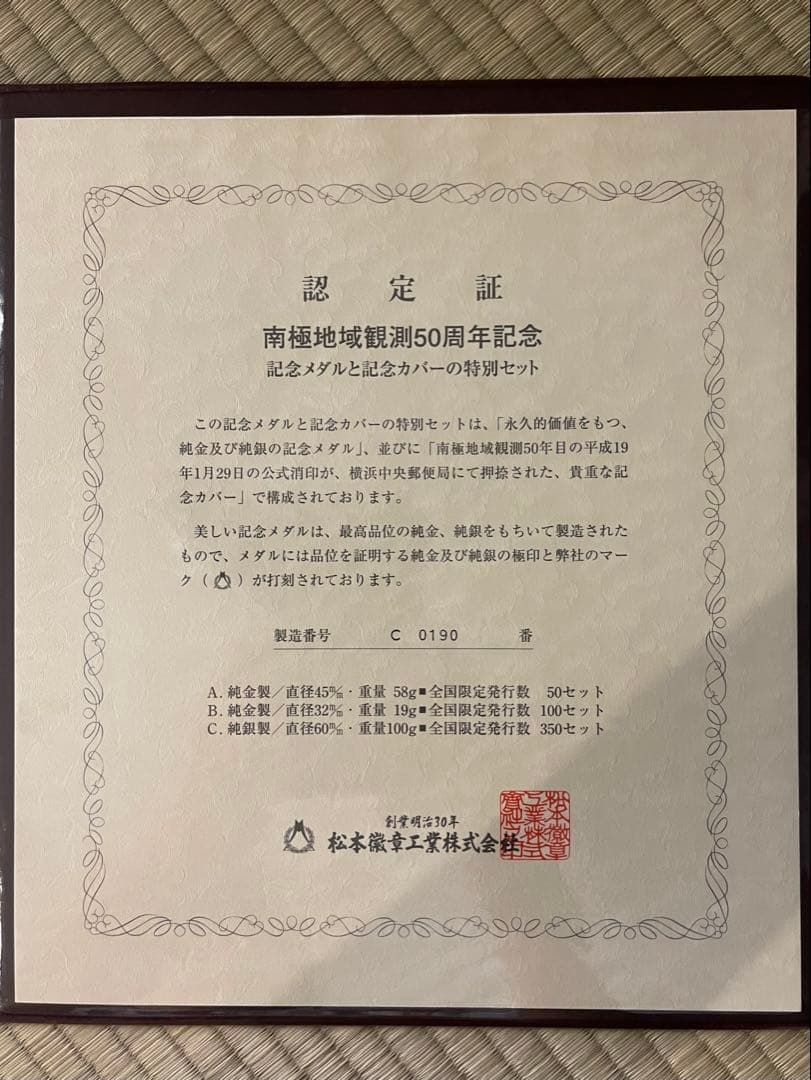 認定証
南極地域観測50周年記念
記念メダルと記念カバーの特別セット
この記念メダルと記念カバーの特別セットは、「永久的価値をもつ、
純金及び純銀の記念メダル」、並びに「南極地域観測50年目の平成19
年1月29日の公式消印が、横浜中央郵便局にて押捺された、貴重な記
念カバー」で構成されております。
美しい記念メダルは、最高品位の純金、純銀をもちいて製造された
もので、メダルには品位を証明する純金及び純銀の極印と弊社のマー
ク（ ）が打刻されております。
製造番号 C 0190 番
A. 純金製／直径45㎜・重量 58g■全国限定発行数 50セット
B. 純金製／直径32㎜・重量 19g■全国限定発行数 100セット
C. 純銀製／直径60㎜・重量100g■全国限定発行数 350セット
創業明治30年
松本徽章工業株式会社